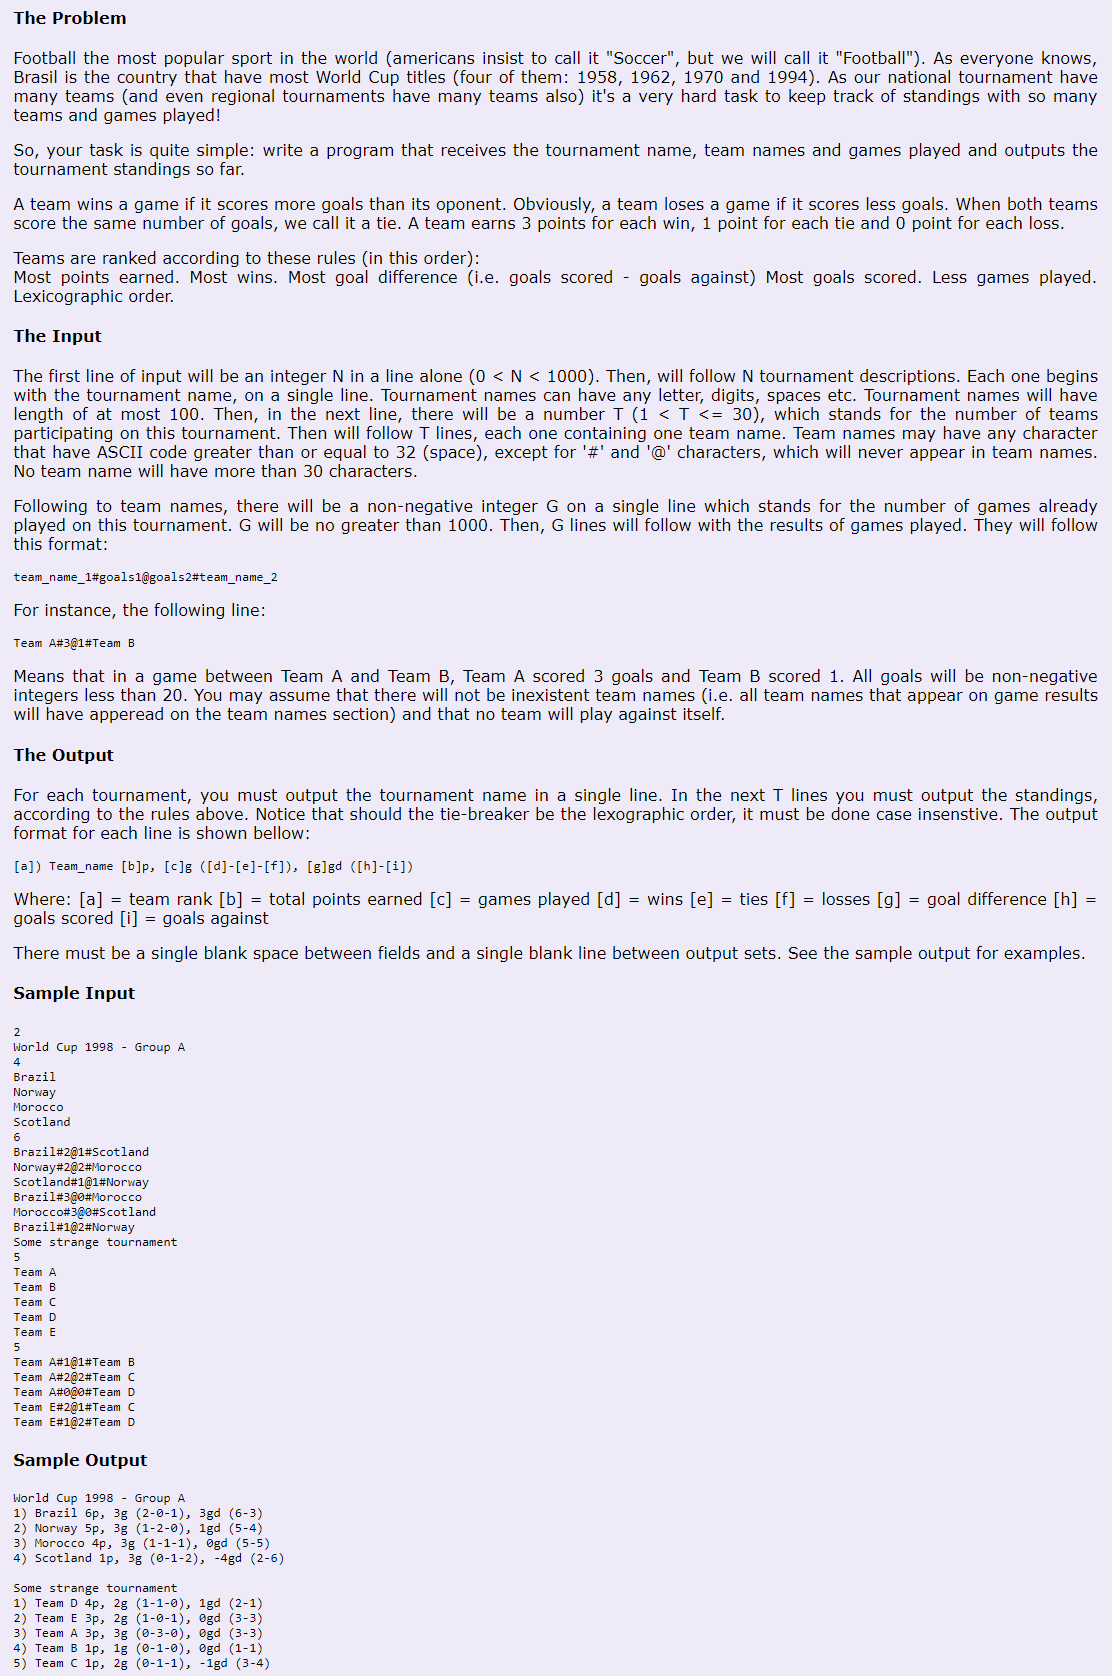 The Problem
Football the most popular sport in the world (americans insist to call it "Soccer", but we will call it "Football"). As everyone knows,
Brasil is the country that have most World Cup titles (four of them: 1958, 1962, 1970 and 1994). As our national tournament have
many teams (and even regional tournaments have many teams also) it's a very hard task to keep track of standings with so many
teams and games played!
So, your task is quite simple: write a program that receives the tournament name, team names and games played and outputs the
tournament standings so far.
A team wins a game if it scores more goals than its oponent. Obviously, a team loses a game if it scores less goals. When both teams
score the same number of goals, we call it a tie. A team earns 3 points for each win, 1 point for each tie and 0 point for each loss.
Teams are ranked according to these rules (in this order):
Most points earned. Most wins. Most goal difference (i.e. goals scored - goals against) Most goals scored. Less games played.
Lexicographic order.
The Input
The first line of input will be an integer N in a line alone (0 < N < 1000). Then, will follow N tournament descriptions. Each one begins
with the tournament name, on a single line. Tournament names can have any letter, digits, spaces etc. Tournament names will have
length of at most 100. Then, in the next line, there will be a number T (1 < T <= 30), which stands for the number of teams
participating on this tournament. Then will follow T lines, each one containing one team name. Team names may have any character
that have ASCII code greater than or equal to 32 (space), except for '#' and '@' characters, which will never appear in team names.
No team name will have more than 30 characters.
Following to team names, there will be a non-negative integer G on a single line which stands for the number of games already
played on this tournament. G will be no greater than 1000. Then, G lines will follow with the results of games played. They will follow
this format:
team_name_1#goals1@goals2#team_name_2
For instance, the following line:
Team A#3@1#Team B
Means that in a game between Team A and Team B, Team A scored 3 goals and Team B scored 1. All goals will be non-negative
integers less than 20. You may assume that there will not be inexistent team names (i.e. all team names that appear on game results
will have apperead on the team names section) and that no team will play against itself.
The Output
For each tournament, you must output the tournament name in a single line. In the next T lines you must output the standings,
according to the rules above. Notice that should the tie-breaker be the lexographic order, it must be done case insenstive. The output
format for each line is shown bellow:
[a]) Team_name [b]p, [c]g ([d]-[e]-[f]), [g]gd ([h]-[i])
Where: [a] = team rank [b] = total points earned [c] = games played [d] = wins [e] = ties [f] = losses [g] = goal difference [h] =
goals scored [i] = goals against
There must be a single blank space between fields and a single blank line between output sets. See the sample output for examples.
Sample Input
2
World Cup 1998 - Group A
4
Brazil
Norway
Morocco
Scotland
6
Brazil#2@1#Scotland
Norway#2@2#Morocco
Scotland#1@1#Norway
Brazil#3@0#Morocco
Morocco#3@0#Scotland
Brazil#1@2#Norway
Some strange tournament
5
Team A
Team B
Team C
Team D
Team E
5
Team A#1@1#Team B
Team A#2@2#Team C
Team A#0@0#Team D
Team E#2@1#Team C
Team E#1@2#Team D
Sample Output
World Cup 1998 - Group A
1) Brazil 6p, 3g (2-0-1), 3gd (6-3)
2) Norway 5p, 3g (1-2-0), 1gd (5-4)
3) Morocco 4p, 3g (1-1-1), 0gd (5-5)
4) Scotland 1p, 3g (0-1-2), -4gd (2-6)
Some strange tournament
1) Team D 4p, 2g (1-1-0), 1gd (2-1)
2) Team E 3p, 2g (1-0-1), 0gd (3-3)
3) Team A 3p, 3g (0-3-0), 0gd (3-3)
4) Team B 1p, 1g (0-1-0), 0gd (1-1)
5) Team C 1p, 2g (0-1-1), -1gd (3-4)